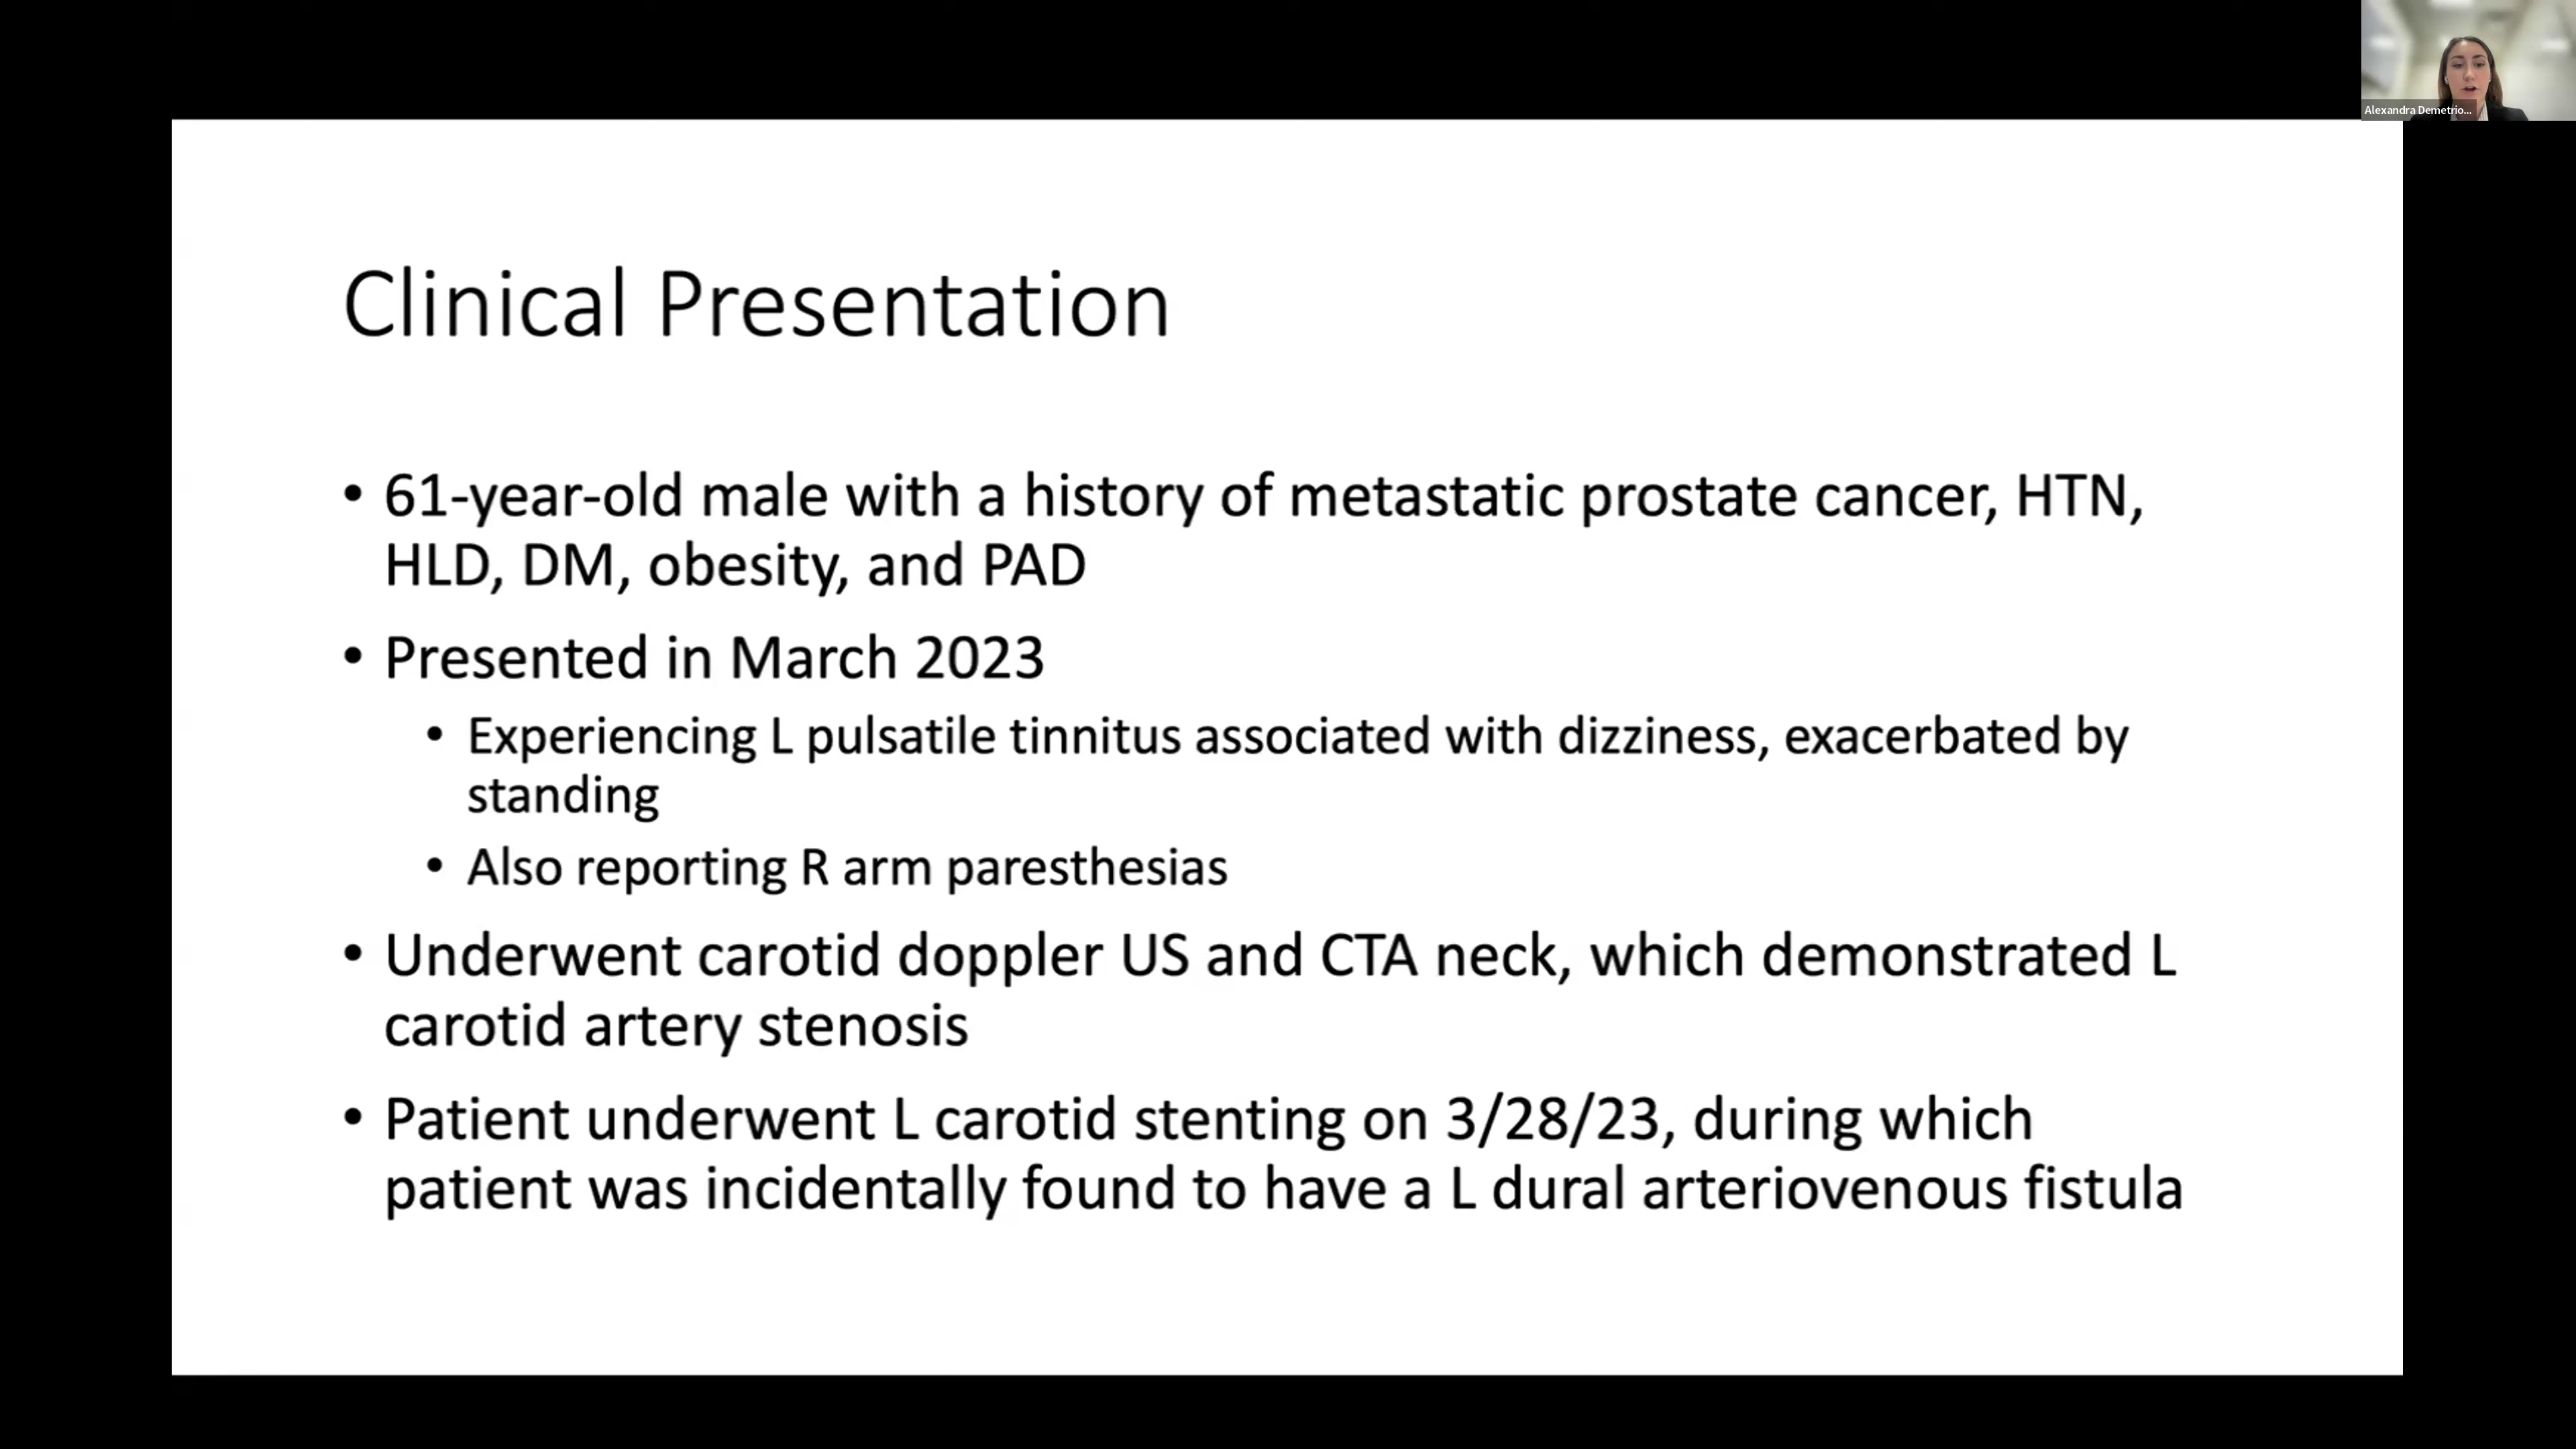 Alexandra Demetrio...
Clinical Presentation
• 61-year-old male with a history of metastatic prostate cancer, HTN,
HLD, DM, obesity, and PAD
• Presented in March 2023
• Experiencing L pulsatile tinnitus associated with dizziness, exacerbated by
standing
• Also reporting R arm paresthesias
• Underwent carotid doppler US and CTA neck, which demonstrated L
carotid artery stenosis
• Patient underwent L carotid stenting on 3/28/23, during which
patient was incidentally found to have a L dural arteriovenous fistula